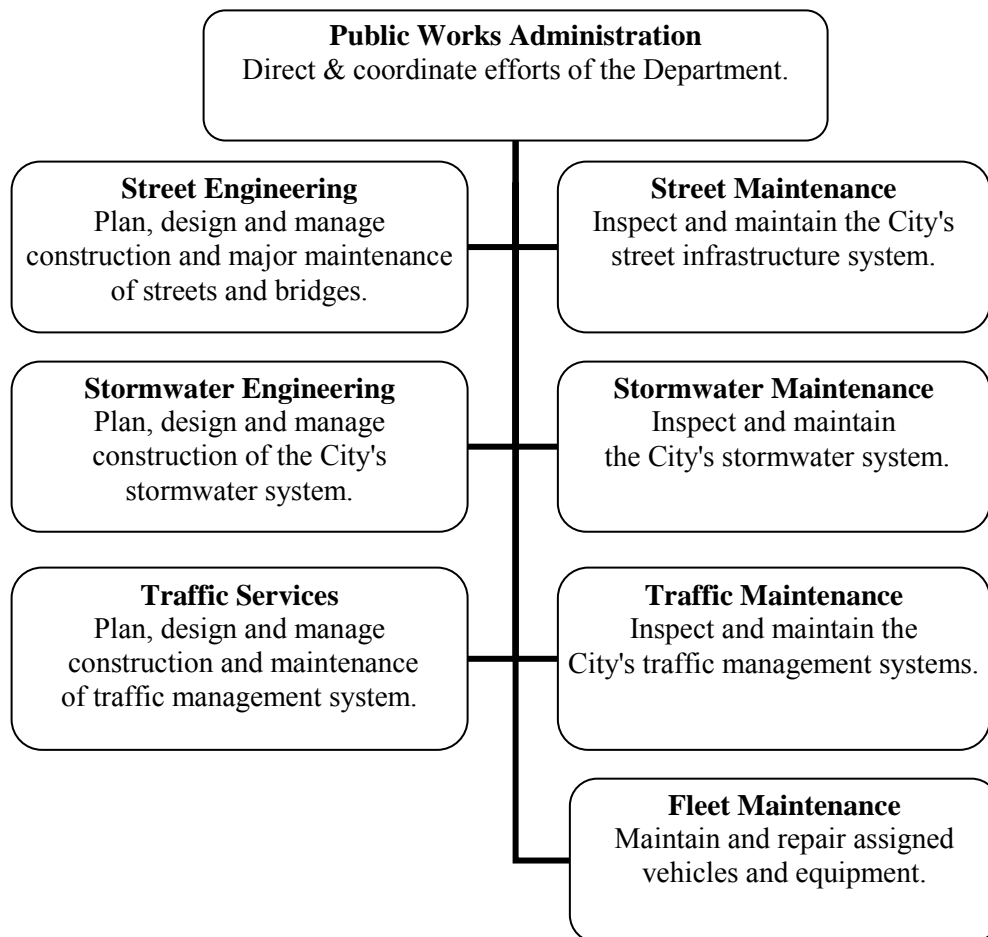 Public Works Administration
Direct & coordinate efforts of the Department.
Street Engineering
Plan, design and manage
construction and major maintenance
of streets and bridges.
Street Maintenance
Inspect and maintain the City's
street infrastructure system.
Stormwater Engineering
Plan, design and manage
construction of the City's
stormwater system.
Stormwater Maintenance
Inspect and maintain
the City's stormwater system.
Traffic Services
Plan, design and manage
construction and maintenance
of traffic management system.
Traffic Maintenance
Inspect and maintain the
City's traffic management systems.
Fleet Maintenance
Maintain and repair assigned
vehicles and equipment.